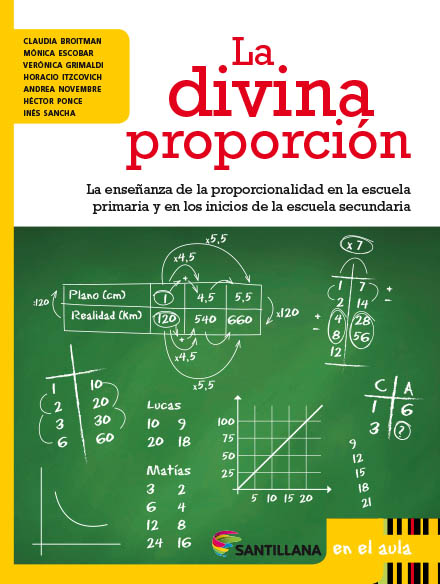 CLAUDIA BROITMAN
MÓNICA ESCOBAR
VERÓNICA GRIMALDI
HORACIO ITZCOVICH
ANDREA NOVEMBRE
HÉCTOR PONCE
INÉS SANCHA
La
divina
proporción
La enseñanza de la proporcionalidad en la escuela
primaria y en los inicios de la escuela secundaria
x5,5
x4,5
+
:120
Plano (cm) 1 4,5 5,5
Realidad (km) 120 540 660
x120
+
x4,5
x5,5
x 7
1 7
2 14
+ 4 28 +
- 8 56 -
12
1 10
2 20
3 30
6 60
Lucas
10 9
20 18
Matías
3 2
6 4
12 8
24 16
100
75
50
25
5 10 15 20
C A
1 6
3 ?
9
12
15
18
21
SANTILLANA
en el aula